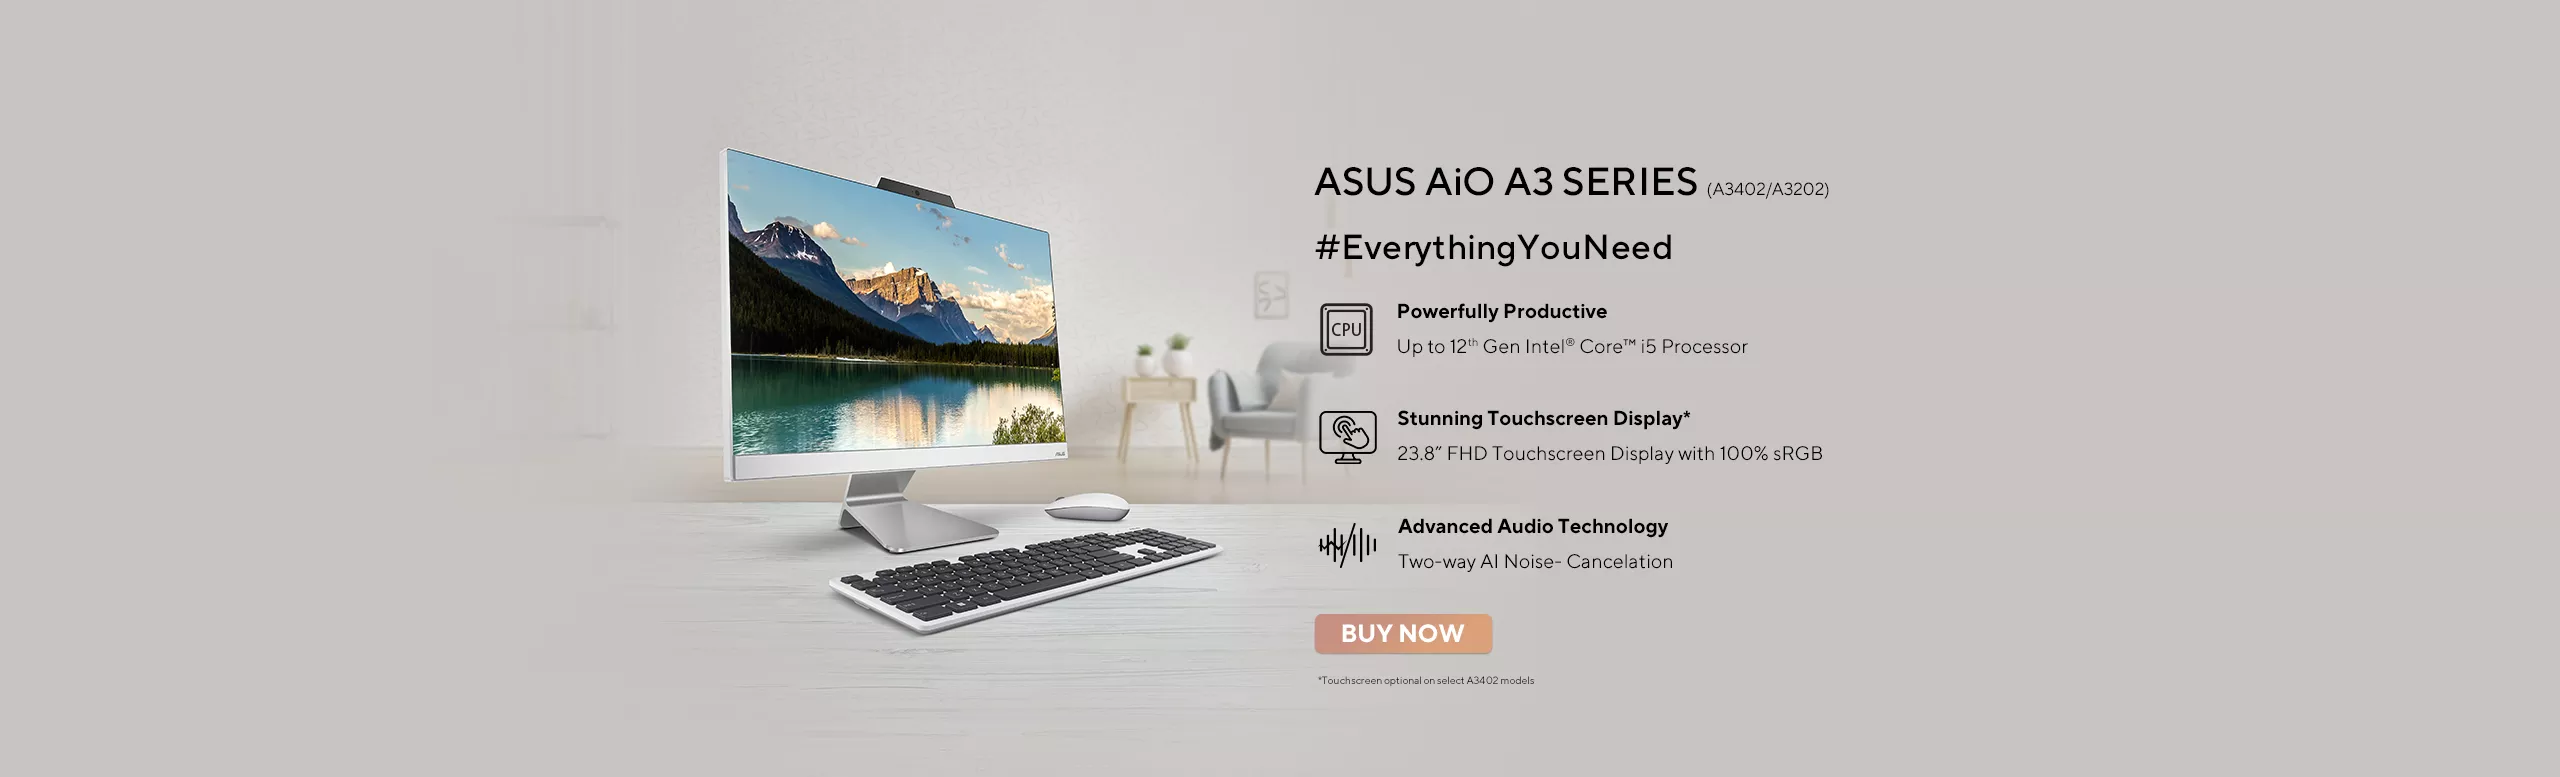 ASUS AiO A3 SERIES (A3402/A3202)
#EverythingYouNeed
CPU
Powerfully Productive
Up to 12th Gen Intel® Core™ i5 Processor
Stunning Touchscreen Display*
23.8” FHD Touchscreen Display with 100% sRGB
Advanced Audio Technology
Two-way AI Noise- Cancelation
BUY NOW
*Touchscreen optional on select A3402 models
ASUS